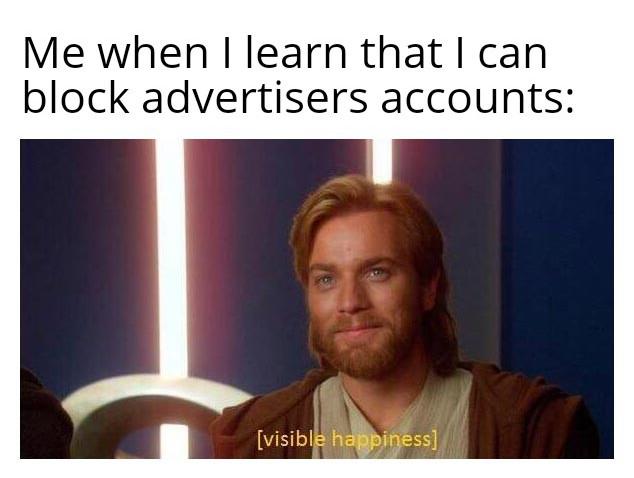 Me when I learn that I can
block advertisers accounts:
[visible happiness]